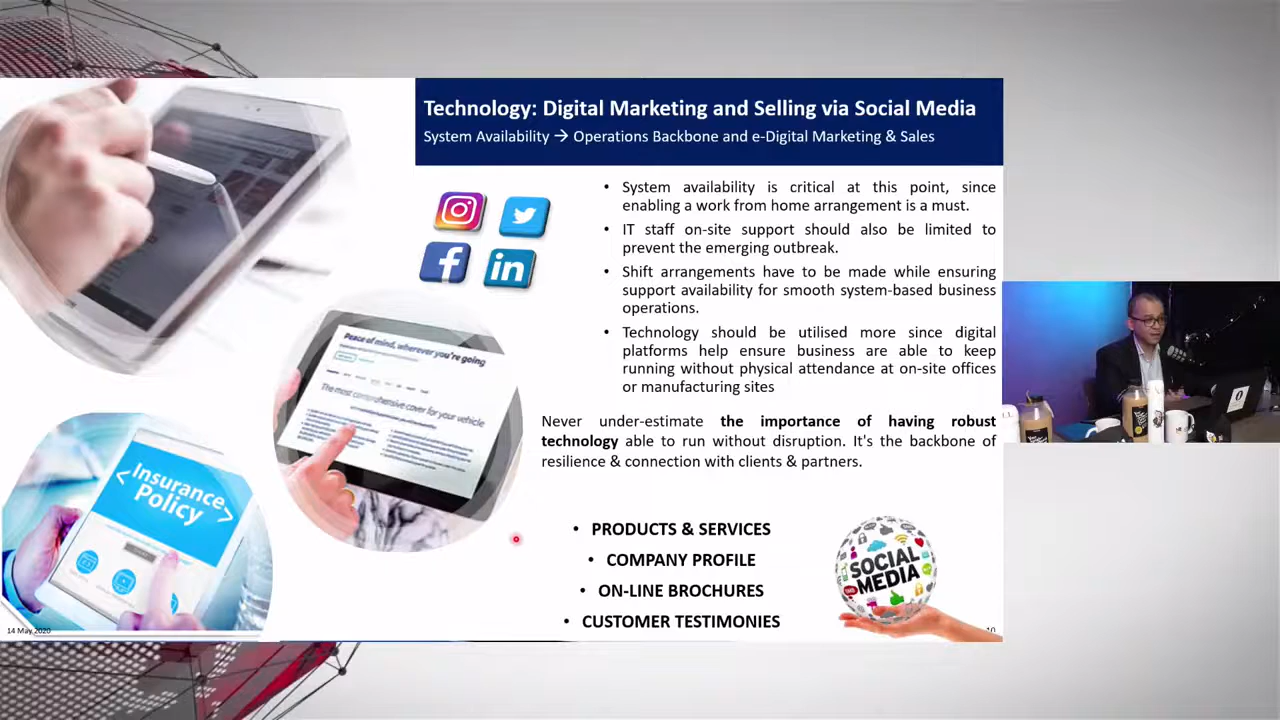 Technology: Digital Marketing and Selling via Social Media
System Availability → Operations Backbone and e-Digital Marketing & Sales
• System availability is critical at this point, since
enabling a work from home arrangement is a must.
• IT staff on-site support should also be limited to
prevent the emerging outbreak.
• Shift arrangements have to be made while ensuring
support availability for smooth system-based business
operations.
• Technology should be utilised more since digital
platforms help ensure business are able to keep
running without physical attendance at on-site offices
or manufacturing sites
Never under-estimate the importance of having robust
technology able to run without disruption. It's the backbone of
resilience & connection with clients & partners.
• PRODUCTS & SERVICES
• COMPANY PROFILE
• ON-LINE BROCHURES
• CUSTOMER TESTIMONIES
Peace of mind, wherever you're going
The most comprehensive cover for your vehicle
<Insurance
Policy>
SOCIAL
MEDIA
14 May 2020
10